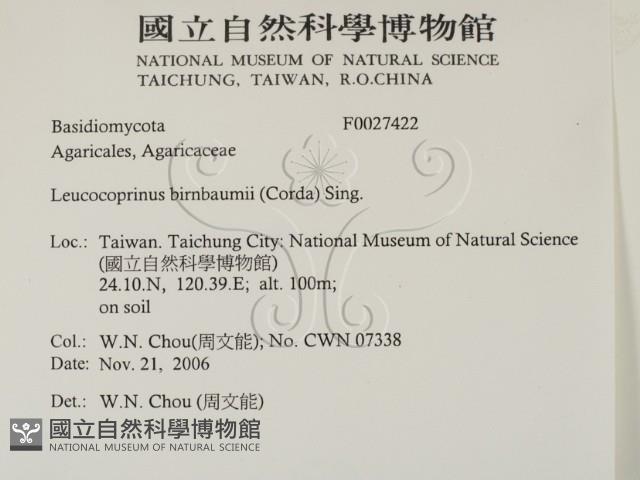 國立自然科學博物館
NATIONAL MUSEUM OF NATURAL SCIENCE
TAICHUNG, TAIWAN, R.O.CHINA
Basidiomycota F0027422
Agaricales, Agaricaceae
Leucocoprinus birnbaumii (Corda) Sing.
Loc.: Taiwan. Taichung City: National Museum of Natural Science
(國立自然科學博物館)
24.10.N, 120.39.E; alt. 100m;
on soil
Col.: W.N. Chou(周文能); No. CWN 07338
Date: Nov. 21, 2006
Det.: W.N. Chou (周文能)
國立自然科學博物館
NATIONAL MUSEUM OF NATURAL SCIENCE